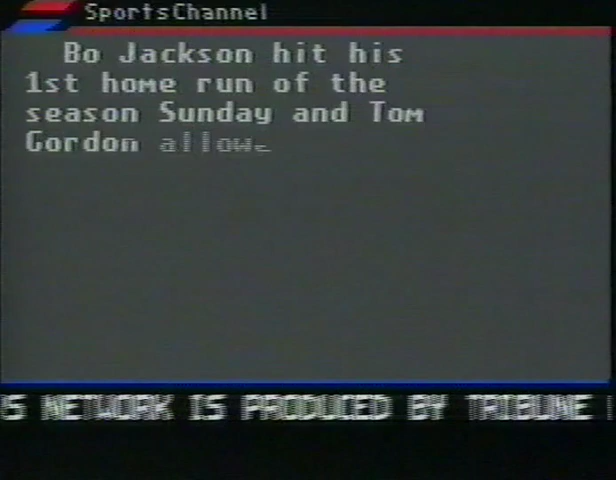 SportsChannel
Bo Jackson hit his
1st home run of the
season Sunday and Tom
Gordon allow
S NETWORK IS PRODUCED BY TRIBUNE